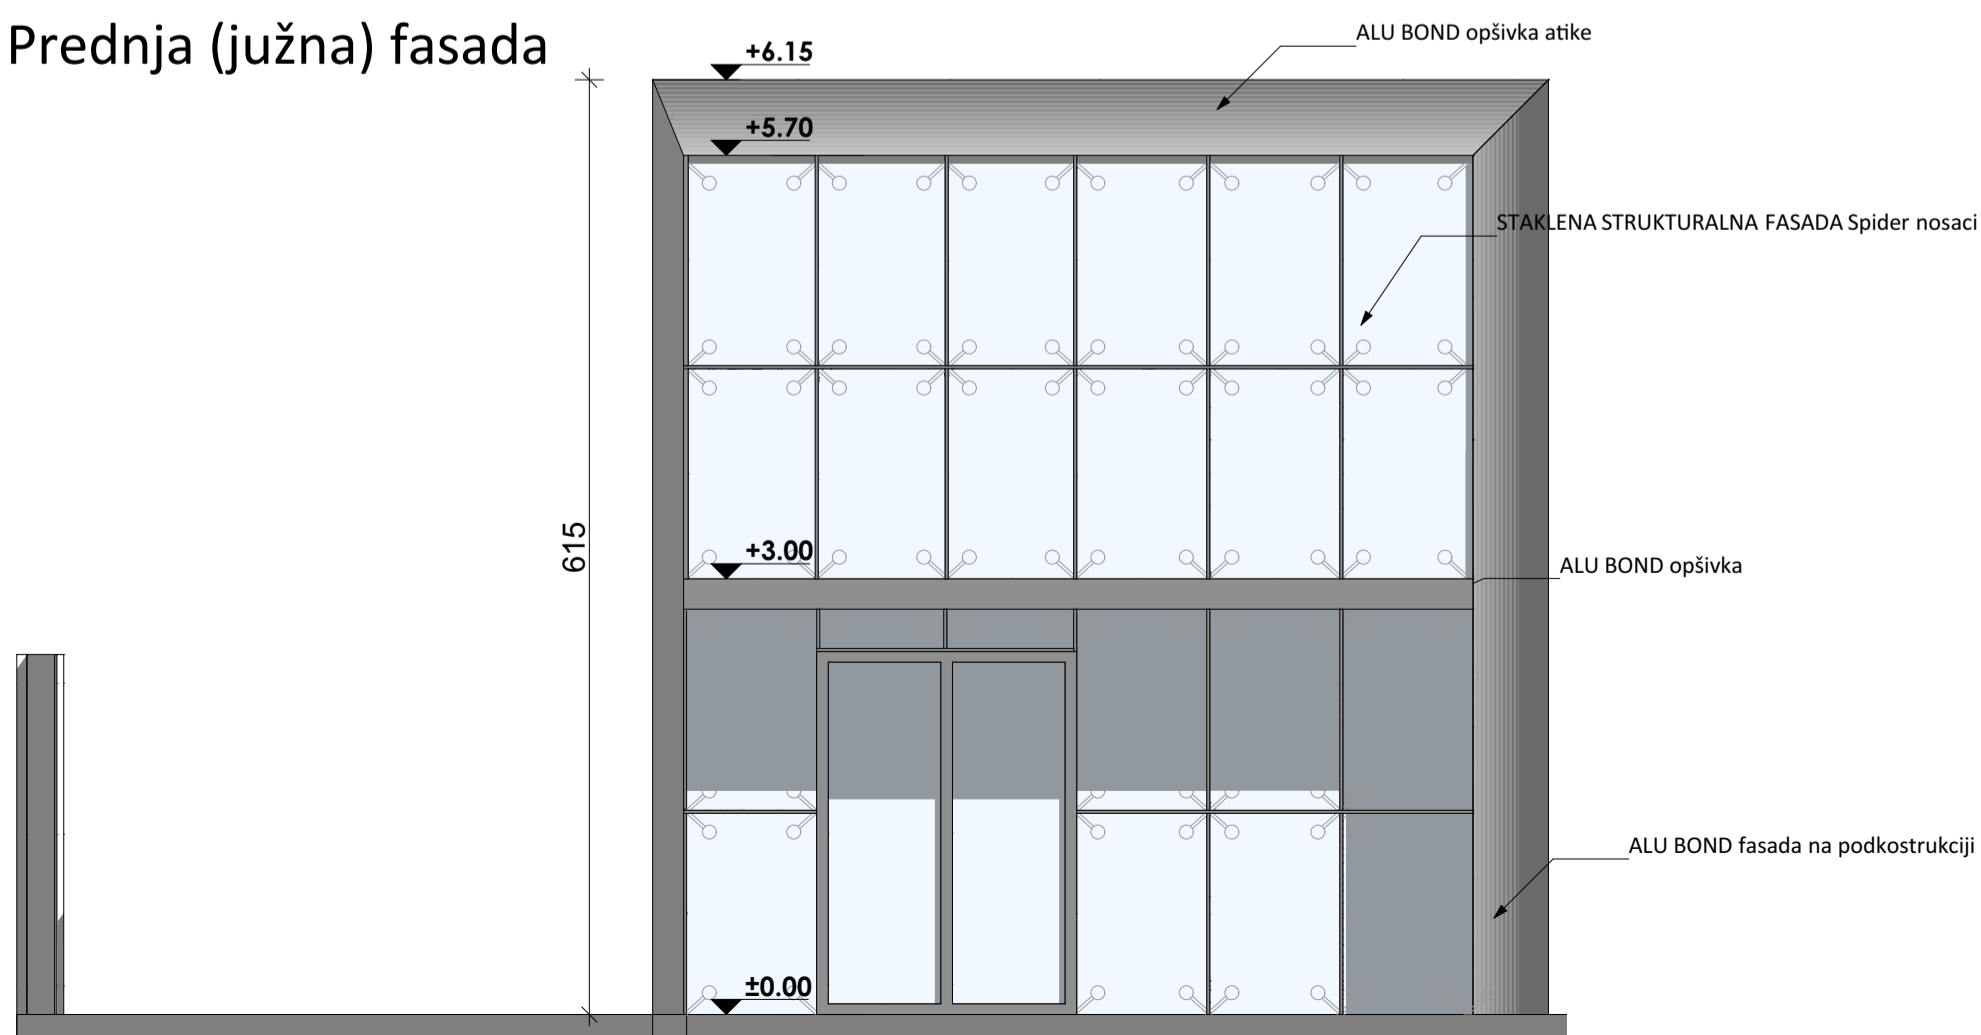 Prednja (južna) fasada
ALU BOND opšivka atike
+6.15
+5.70
STAKLENA STRUKTURALNA FASADA Spider nosaci
615
+3.00
ALU BOND opšivka
ALU BOND fasada na podkostrukciji
±0.00